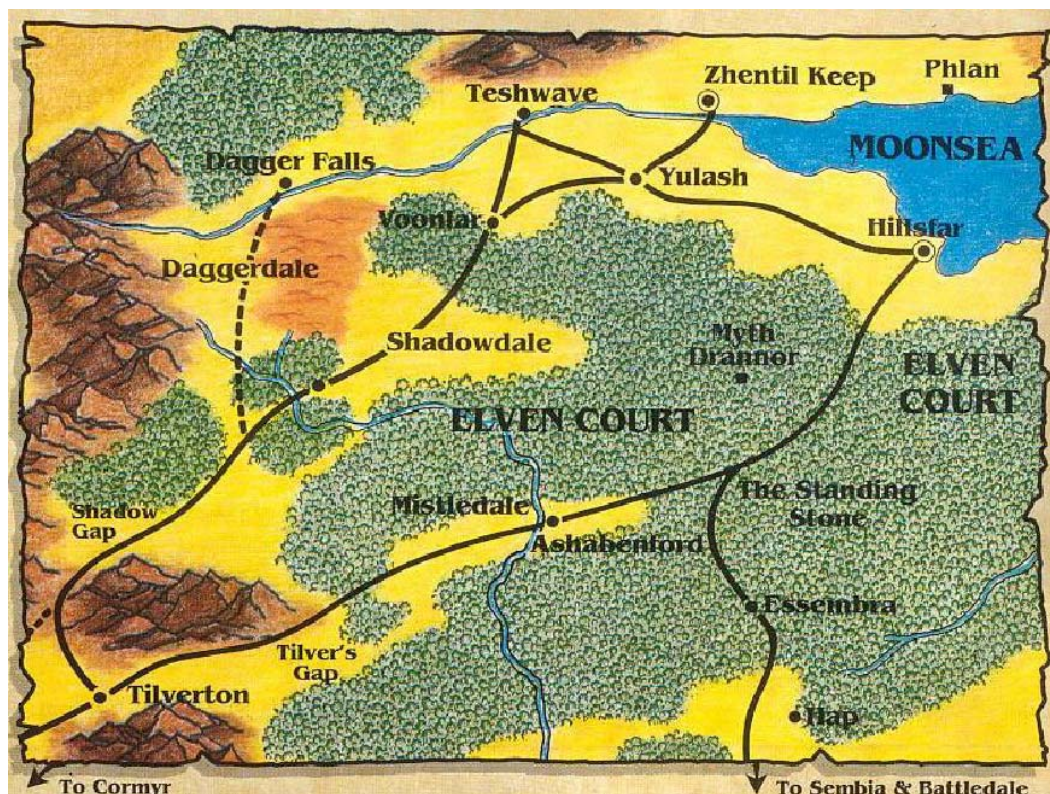 Zhentil Keep
Phlan
Teshwave
MOONSEA
Dagger Falls
Yulash
Voonlar
Hillsfar
Daggerdale
Shadowdale
Myth
Drannor
ELVEN
COURT
ELVEN COURT
Mistledale
The Standing
Stone
Shadow
Gap
Ashabenford
Essembra
Tilver's
Gap
Tilverton
Hap
To Cormyr
To Sembia & Battledale